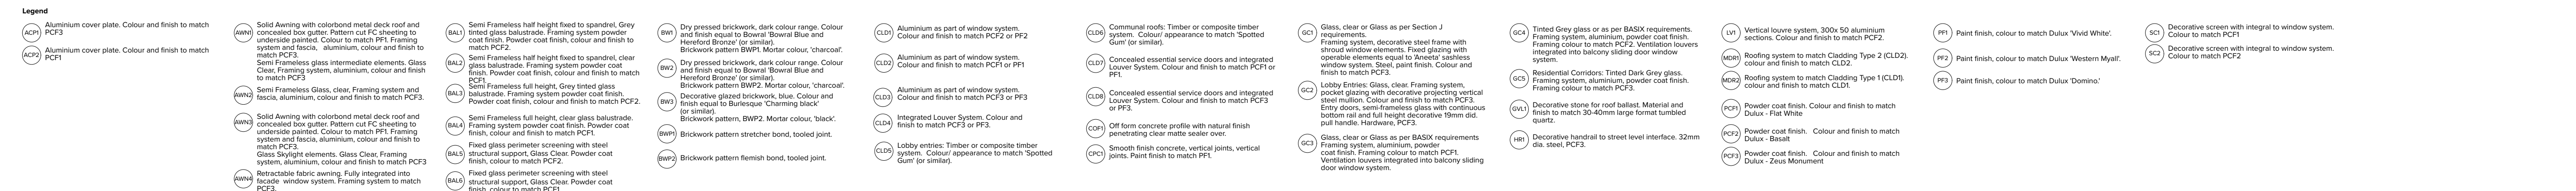 Legend
ACP1 Aluminium cover plate. Colour and finish to match
PCF3
ACP2 Aluminium cover plate. Colour and finish to match
PCF1
AWN1 Solid Awning with colorbond metal deck roof and
concealed box gutter. Pattern cut FC sheeting to
underside painted. Colour to match PF1. Framing
system and fascia, aluminium, colour and finish to
match PCF3.
Semi Frameless glass intermediate elements. Glass
Clear, Framing system, aluminium, colour and finish
to match PCF3
AWN2 Semi Frameless Glass, clear, Framing system and
fascia, aluminium, colour and finish to match PCF3.
AWN3 Solid Awning with colorbond metal deck roof and
concealed box gutter. Pattern cut FC sheeting to
underside painted. Colour to match PF1. Framing
system and fascia, aluminium, colour and finish to
match PCF3.
Glass Skylight elements. Glass Clear, Framing
system, aluminium, colour and finish to match PCF3
AWN4 Retractable fabric awning. Fully integrated into
facade window system. Framing system to match
PCF3.
BAL1 Semi Frameless half height fixed to spandrel, Grey
tinted glass balustrade. Framing system powder
coat finish. Powder coat finish, colour and finish to
match PCF2.
BAL2 Semi Frameless half height fixed to spandrel, clear
glass balustrade. Framing system powder coat
finish. Powder coat finish, colour and finish to match
PCF1
BAL3 Semi Frameless full height, Grey tinted glass
balustrade. Framing system powder coat finish.
Powder coat finish, colour and finish to match PCF2.
BAL4 Semi Frameless full height, clear glass balustrade.
Framing system powder coat finish. Powder coat
finish, colour and finish to match PCF1.
BAL5 Fixed glass perimeter screening with steel
structural support, Glass Clear. Powder coat
finish, colour to match PCF2.
BAL6 Fixed glass perimeter screening with steel
structural support, Glass Clear. Powder coat
finish, colour to match PCF1
BW1 Dry pressed brickwork, dark colour range. Colour
and finish equal to Bowral 'Bowral Blue and
Hereford Bronze' (or similar).
Brickwork pattern BWP1. Mortar colour, 'charcoal'.
BW2 Dry pressed brickwork, dark colour range. Colour
and finish equal to Bowral 'Bowral Blue and
Hereford Bronze' (or similar).
Brickwork pattern BWP2. Mortar colour, 'charcoal'.
BW3 Decorative glazed brickwork, blue. Colour and
finish equal to Burlesque 'Charming black'
(or similar).
Brickwork pattern, BWP2. Mortar colour, 'black'.
BWP1 Brickwork pattern stretcher bond, tooled joint.
BWP2 Brickwork pattern flemish bond, tooled joint.
CLD1 Aluminium as part of window system.
Colour and finish to match PCF2 or PF2
CLD2 Aluminium as part of window system.
Colour and finish to match PCF1 or PF1
CLD3 Aluminium as part of window system.
Colour and finish to match PCF3 or PF3
CLD4 Integrated Louver System. Colour and
finish to match PCF3 or PF3.
CLD5 Lobby entries: Timber or composite timber
system. Colour/ appearance to match 'Spotted
Gum' (or similar).
CLD6 Communal roofs: Timber or composite timber
system. Colour/ appearance to match 'Spotted
Gum' (or similar).
CLD7 Concealed essential service doors and integrated
Louver System. Colour and finish to match PCF1 or
PF1.
CLD8 Concealed essential service doors and integrated
Louver System. Colour and finish to match PCF3
or PF3.
COF1 Off form concrete profile with natural finish
penetrating clear matte sealer over.
CPC1 Smooth finish concrete, vertical joints, vertical
joints. Paint finish to match PF1.
GC1 Glass, clear or Glass as per Section J
requirements.
Framing system, decorative steel frame with
shroud window elements. Fixed glazing with
operable elements equal to 'Aneeta' sashless
window system. Steel, paint finish. Colour and
finish to match PCF3.
GC2 Lobby Entries: Glass, clear. Framing system,
pocket glazing with decorative projecting vertical
steel mullion. Colour and finish to match PCF3.
Entry doors, semi-frameless glass with continuous
bottom rail and full height decorative 19mm did.
pull handle. Hardware, PCF3.
GC3 Glass, clear or Glass as per BASIX requirements
Framing system, aluminium, powder
coat finish. Framing colour to match PCF1.
Ventilation louvers integrated into balcony sliding
door window system.
GC4 Tinted Grey glass or as per BASIX requirements.
Framing system, aluminium, powder coat finish.
Framing colour to match PCF2. Ventilation louvers
integrated into balcony sliding door window
system.
GC5 Residential Corridors: Tinted Dark Grey glass.
Framing system, aluminium, powder coat finish.
Framing colour to match PCF3.
GVL1 Decorative stone for roof ballast. Material and
finish to match 30-40mm large format tumbled
quartz.
HR1 Decorative handrail to street level interface. 32mm
dia. steel, PCF3.
LV1 Vertical louvre system, 300x 50 aluminium
sections. Colour and finish to match PCF2.
MDR1 Roofing system to match Cladding Type 2 (CLD2).
colour and finish to match CLD2.
MDR2 Roofing system to match Cladding Type 1 (CLD1).
colour and finish to match CLD1.
PCF1 Powder coat finish. Colour and finish to match
Dulux - Flat White
PCF2 Powder coat finish. Colour and finish to match
Dulux - Basalt
PCF3 Powder coat finish. Colour and finish to match
Dulux - Zeus Monument
PF1 Paint finish, colour to match Dulux 'Vivid White'.
PF2 Paint finish, colour to match Dulux 'Western Myall'.
PF3 Paint finish, colour to match Dulux 'Domino.'
SC1 Decorative screen with integral to window system.
Colour to match PCF1
SC2 Decorative screen with integral to window system.
Colour to match PCF2